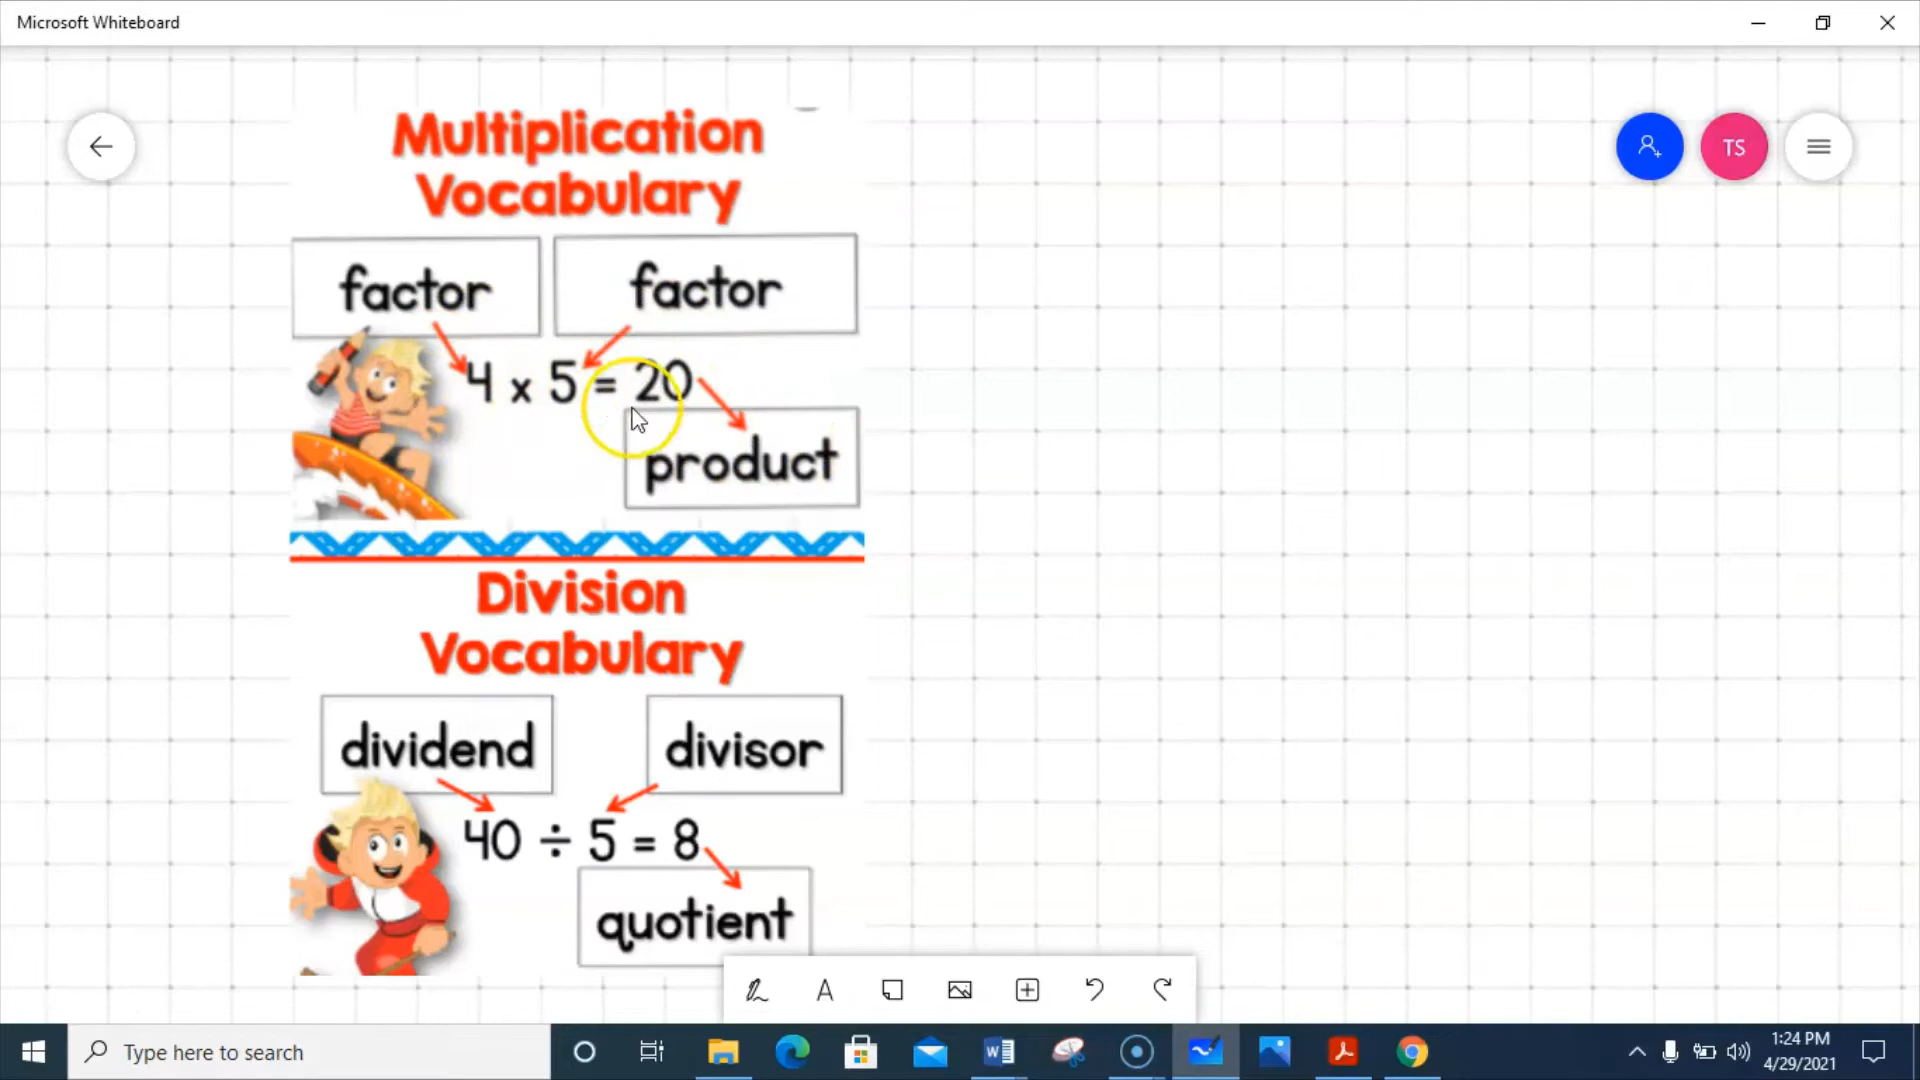 Microsoft Whiteboard
Multiplication
Vocabulary
factor factor
4 x 5 = 20
product
Division
Vocabulary
dividend divisor
40 ÷ 5 = 8
quotient
TS
A
Type here to search
1:24 PM
4/29/2021